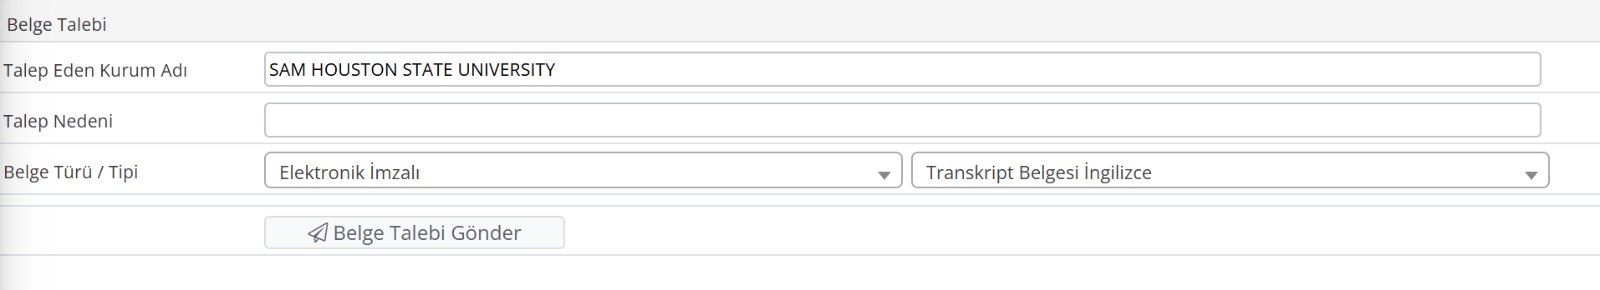 Belge Talebi
Talep Eden Kurum Adı SAM HOUSTON STATE UNIVERSITY
Talep Nedeni
Belge Türü / Tipi Elektronik İmzalı Transkript Belgesi İngilizce
Belge Talebi Gönder